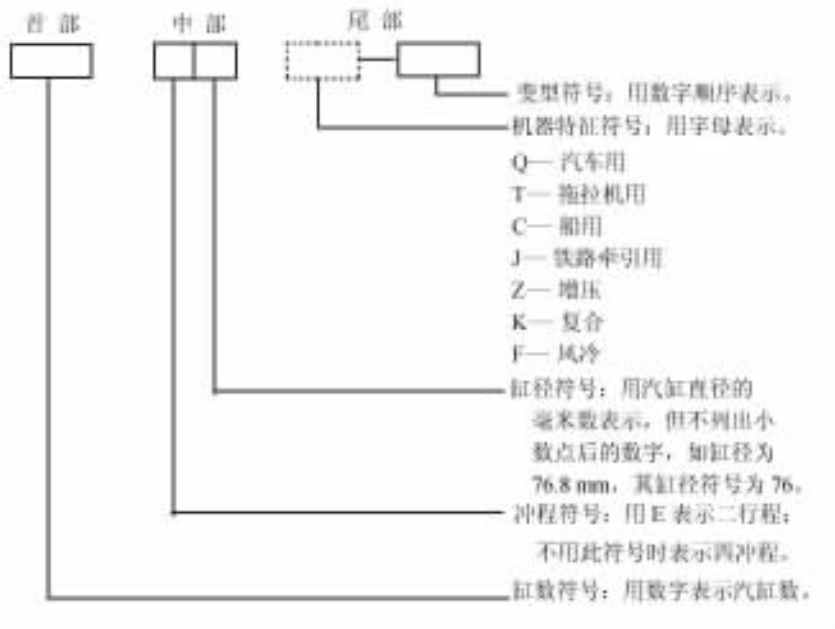 首 部 中 部 尾 部
变型符号：用数字顺序表示。
机器特征符号：用字母表示。
Q— 汽车用
T— 拖拉机用
C— 船用
J— 铁路牵引用
Z— 增压
K— 复合
F— 风冷
缸径符号：用汽缸直径的
毫米数表示，但不列出小
数点后的数字，如缸径为
76.8 mm，其缸径符号为 76。
冲程符号：用 E 表示二行程；
不用此符号时表示四冲程。
缸数符号：用数字表示汽缸数。